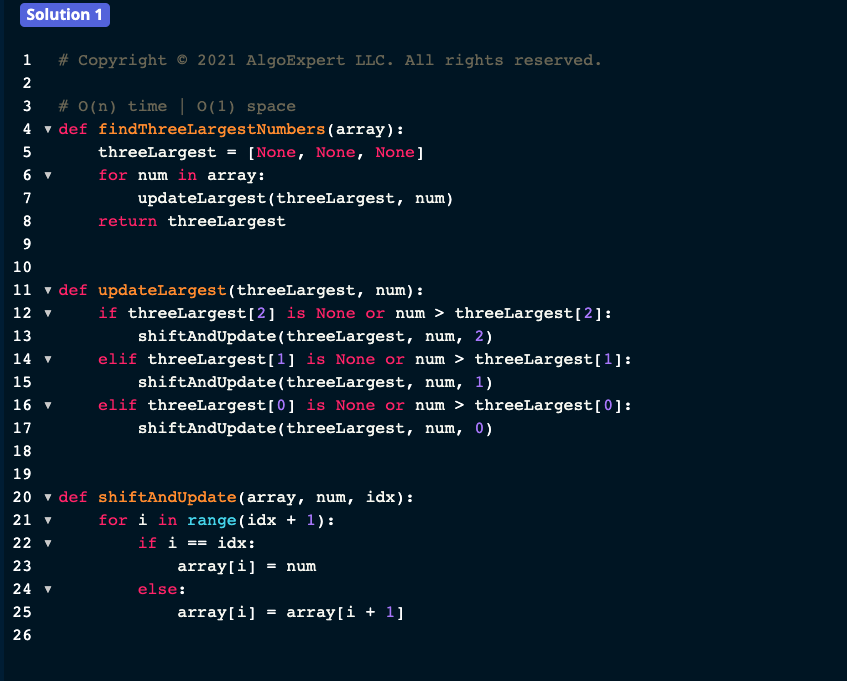 Solution 1
1 # Copyright © 2021 AlgoExpert LLC. All rights reserved.
2
3 # O(n) time | O(1) space
4 ▼ def findThreeLargestNumbers(array):
5     threeLargest = [None, None, None]
6 ▼     for num in array:
7         updateLargest(threeLargest, num)
8     return threeLargest
9
10
11 ▼ def updateLargest(threeLargest, num):
12 ▼     if threeLargest[2] is None or num > threeLargest[2]:
13         shiftAndUpdate(threeLargest, num, 2)
14 ▼     elif threeLargest[1] is None or num > threeLargest[1]:
15         shiftAndUpdate(threeLargest, num, 1)
16 ▼     elif threeLargest[0] is None or num > threeLargest[0]:
17         shiftAndUpdate(threeLargest, num, 0)
18
19
20 ▼ def shiftAndUpdate(array, num, idx):
21 ▼     for i in range(idx + 1):
22 ▼         if i == idx:
23             array[i] = num
24 ▼         else:
25             array[i] = array[i + 1]
26